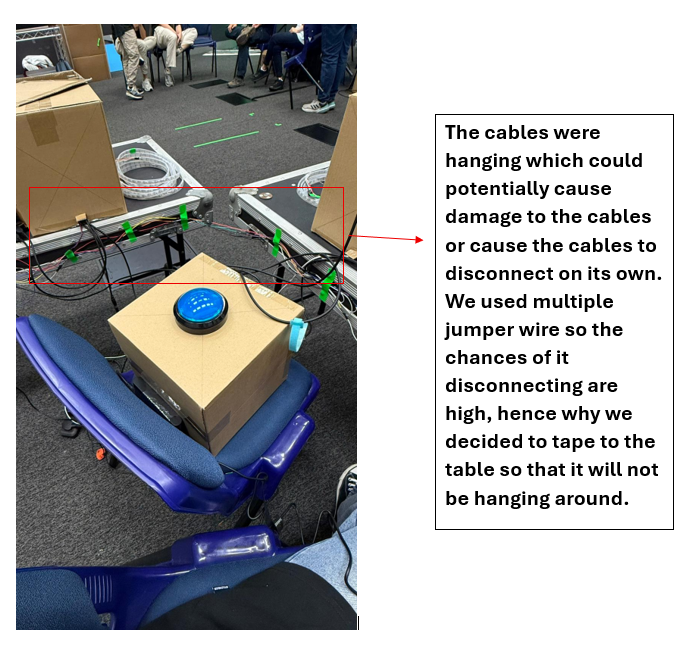 The cables were
hanging which could
potentially cause
damage to the cables
or cause the cables to
disconnect on its own.
We used multiple
jumper wire so the
chances of it
disconnecting are
high, hence why we
decided to tape to the
table so that it will not
be hanging around.